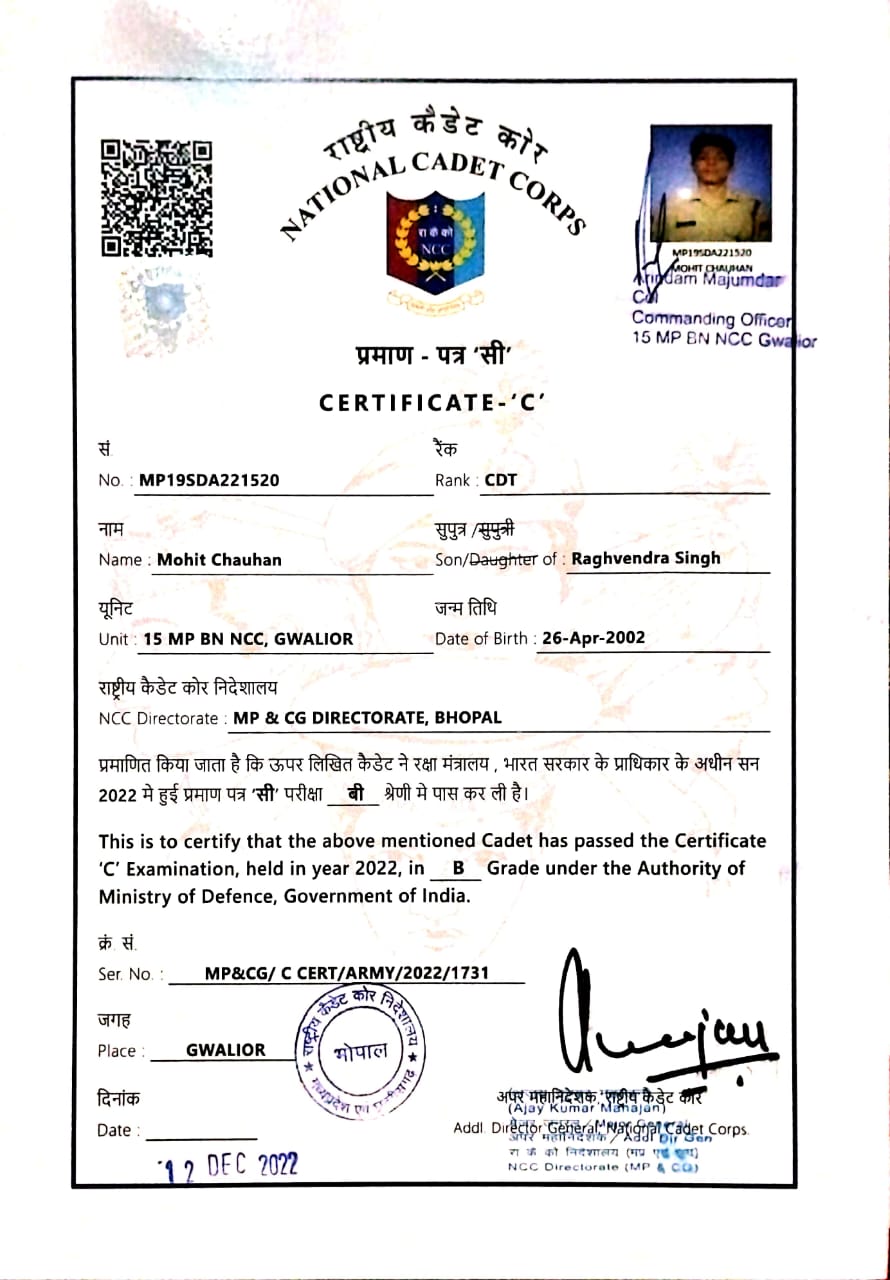 राष्ट्रीय कैडेट कोर
NATIONAL CADET CORPS
रा कै को
NCC
MP19SDA221520
MOHIT CHAUHAN
Arindam Majumdar
Col
Commanding Officer
15 MP BN NCC Gwalior
प्रमाण - पत्र ‘सी’
CERTIFICATE-‘C’
सं.
No. : MP19SDA221520
रैंक
Rank : CDT
नाम
Name : Mohit Chauhan
सुपुत्र /सुपुत्री
Son/Daughter of : Raghvendra Singh
यूनिट
Unit : 15 MP BN NCC, GWALIOR
जन्म तिथि
Date of Birth : 26-Apr-2002
राष्ट्रीय कैडेट कोर निदेशालय
NCC Directorate : MP & CG DIRECTORATE, BHOPAL
प्रमाणित किया जाता है कि ऊपर लिखित कैडेट ने रक्षा मंत्रालय , भारत सरकार के प्राधिकार के अधीन सन
2022 मे हुई प्रमाण पत्र ‘सी’ परीक्षा बी श्रेणी मे पास कर ली है।
This is to certify that the above mentioned Cadet has passed the Certificate
‘C’ Examination, held in year 2022, in B Grade under the Authority of
Ministry of Defence, Government of India.
क्रं. सं.
Ser. No. : MP&CG/ C CERT/ARMY/2022/1731
जगह
Place : GWALIOR
राष्ट्रीय कैडेट कोर निदेशालय
भोपाल
मध्यप्रदेश एवं छत्तीसगढ़
दिनांक
Date :
12 DEC 2022
अपर महानिदेशक, राष्ट्रीय कैडेट कोर
(Ajay Kumar Mahajan)
Addl. Director General, National Cadet Corps.
अपर महानिदेशक / Addl Dir Gen
रा कै को निदेशालय (मप्र एवं छग)
NCC Directorate (MP & CG)